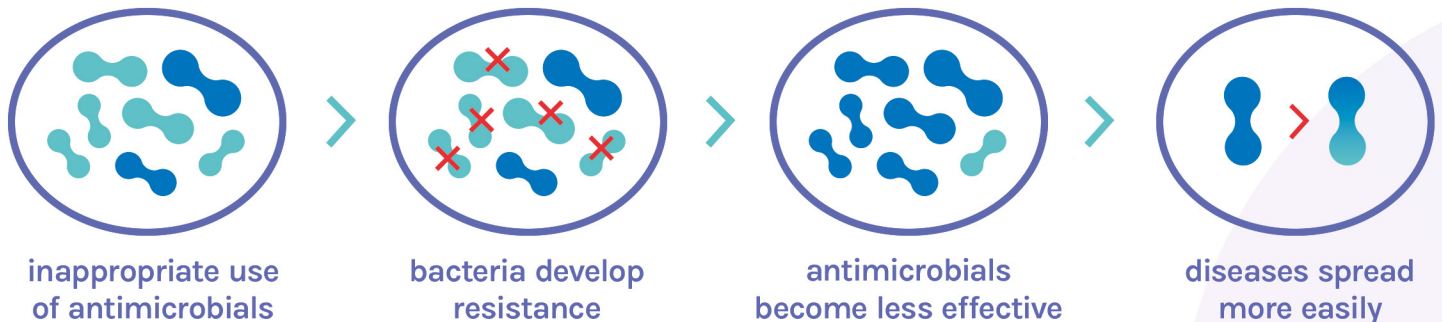 inappropriate use
of antimicrobials
bacteria develop
resistance
antimicrobials
become less effective
diseases spread
more easily